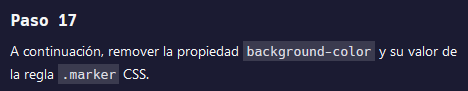 Paso 17
A continuación, remover la propiedad background-color y su valor de
la regla .marker CSS.